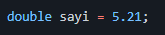 double sayi = 5.21;